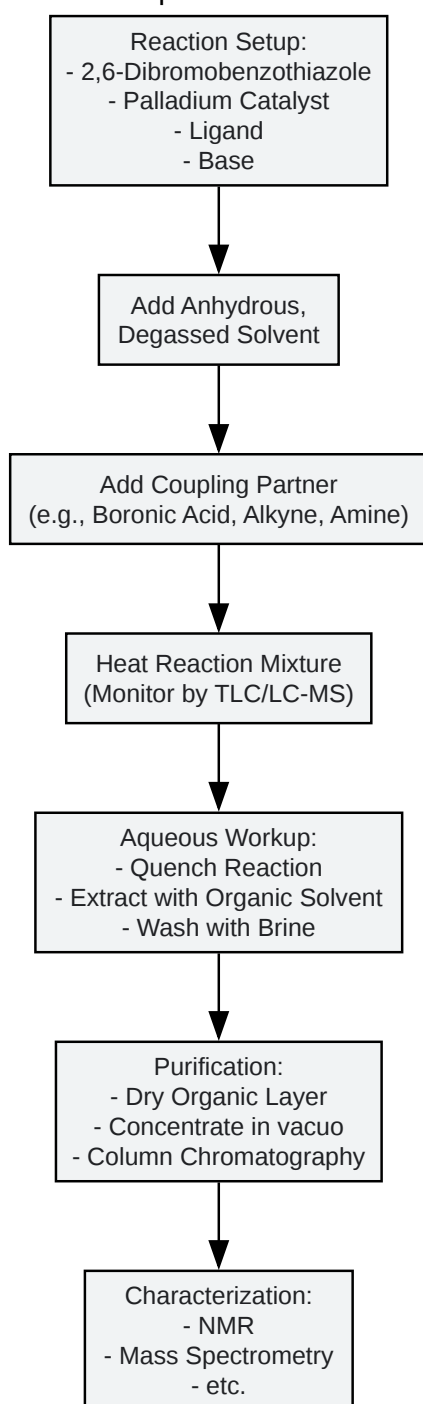 Reaction Setup:
- 2,6-Dibromobenzothiazole
- Palladium Catalyst
- Ligand
- Base
Add Anhydrous,
Degassed Solvent
Add Coupling Partner
(e.g., Boronic Acid, Alkyne, Amine)
Heat Reaction Mixture
(Monitor by TLC/LC-MS)
Aqueous Workup:
- Quench Reaction
- Extract with Organic Solvent
- Wash with Brine
Purification:
- Dry Organic Layer
- Concentrate in vacuo
- Column Chromatography
Characterization:
- NMR
- Mass Spectrometry
- etc.